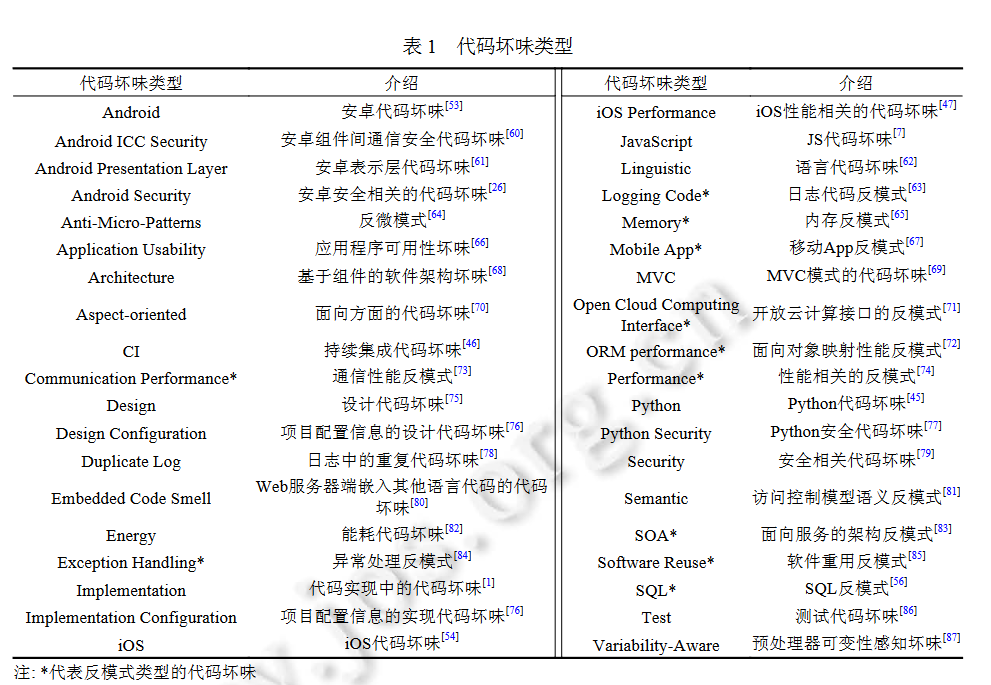 表 1 代码坏味类型
代码坏味类型 介绍 代码坏味类型 介绍
Android 安卓代码坏味[53] iOS Performance iOS性能相关的代码坏味[47]
Android ICC Security 安卓组件间通信安全代码坏味[60] JavaScript JS代码坏味[7]
Android Presentation Layer 安卓表示层代码坏味[61] Linguistic 语言代码坏味[62]
Android Security 安卓安全相关的代码坏味[26] Logging Code* 日志代码反模式[63]
Anti-Micro-Patterns 反微模式[64] Memory* 内存反模式[65]
Application Usability 应用程序可用性坏味[66] Mobile App* 移动App反模式[67]
Architecture 基于组件的软件架构坏味[68] MVC MVC模式的代码坏味[69]
Aspect-oriented 面向方面的代码坏味[70] Open Cloud Computing
Interface* 开放云计算接口的反模式[71]
CI 持续集成代码坏味[46] ORM performance* 面向对象映射性能反模式[72]
Communication Performance* 通信性能反模式[73] Performance* 性能相关的反模式[74]
Design 设计代码坏味[75] Python Python代码坏味[45]
Design Configuration 项目配置信息的设计代码坏味[76] Python Security Python安全代码坏味[77]
Duplicate Log 日志中的重复代码坏味[78] Security 安全相关代码坏味[79]
Embedded Code Smell Web服务器端嵌入其他语言代码的代码
坏味[80] Semantic 访问控制模型语义反模式[81]
Energy 能耗代码坏味[82] SOA* 面向服务的架构反模式[83]
Exception Handling* 异常处理反模式[84] Software Reuse* 软件重用反模式[85]
Implementation 代码实现中的代码坏味[1] SQL* SQL反模式[56]
Implementation Configuration 项目配置信息的实现代码坏味[76] Test 测试代码坏味[86]
iOS iOS代码坏味[54] Variability-Aware 预处理器可变性感知坏味[87]
注: *代表反模式类型的代码坏味
.jos.org.cn